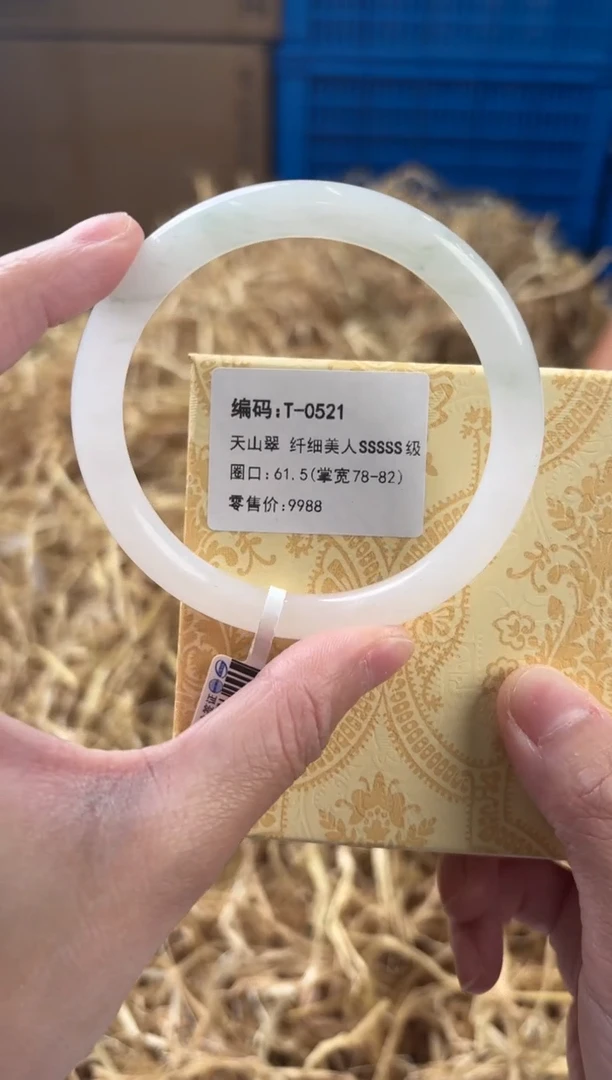 编码:T-0521
天山翠 纤细美人SSSSS级
圈口:61.5(掌宽78-82)
零售价:9988